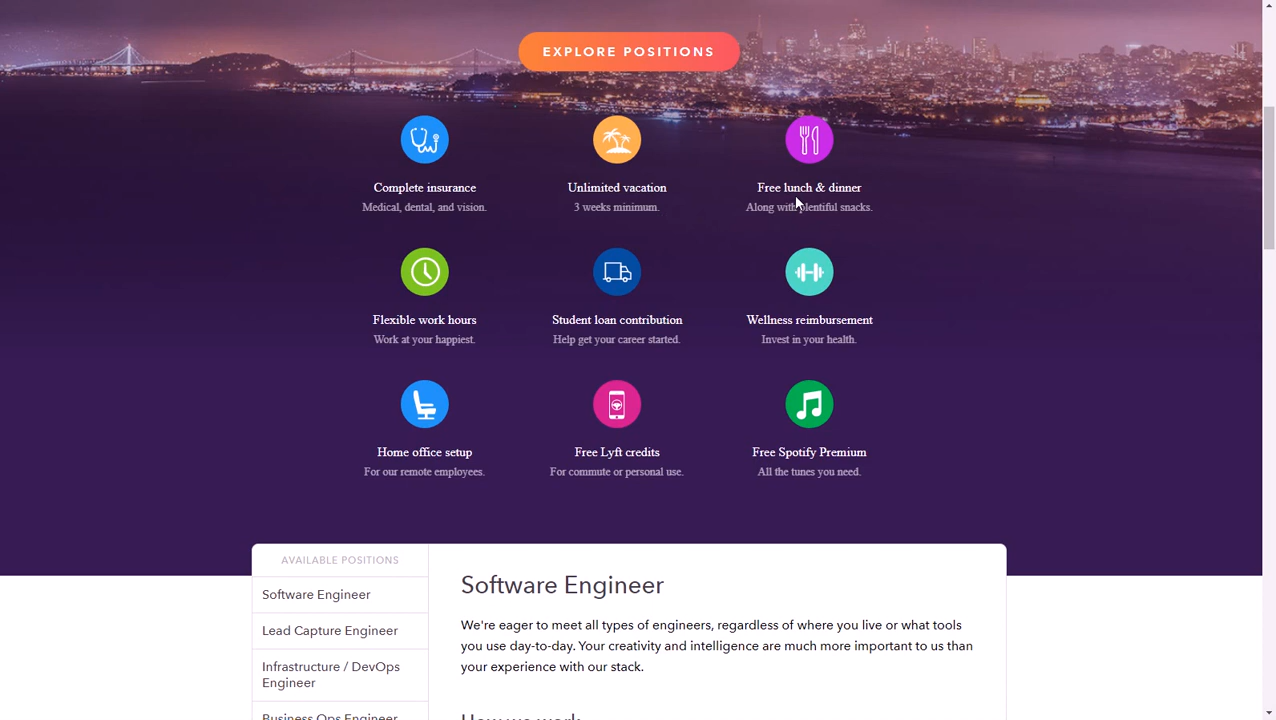 EXPLORE POSITIONS
Complete insurance
Medical, dental, and vision.
Unlimited vacation
3 weeks minimum.
Free lunch & dinner
Along with plentiful snacks.
Flexible work hours
Work at your happiest.
Student loan contribution
Help get your career started.
Wellness reimbursement
Invest in your health.
Home office setup
For our remote employees.
Free Lyft credits
For commute or personal use.
Free Spotify Premium
All the tunes you need.
AVAILABLE POSITIONS
Software Engineer
Lead Capture Engineer
Infrastructure / DevOps
Engineer
Business Ops Engineer
Software Engineer
We're eager to meet all types of engineers, regardless of where you live or what tools
you use day-to-day. Your creativity and intelligence are much more important to us than
your experience with our stack.
How we work